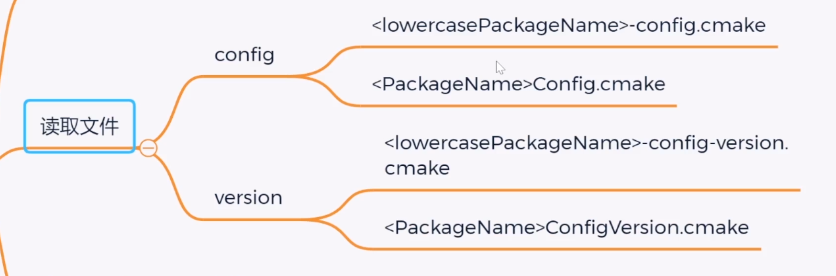 <lowercasePackageName>-config.cmake
config
<PackageName>Config.cmake
读取文件
<lowercasePackageName>-config-version.
cmake
version
<PackageName>ConfigVersion.cmake